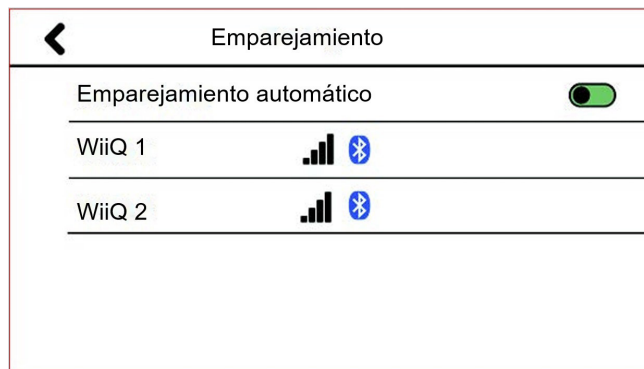 Emparejamiento
Emparejamiento automático
WiiQ 1
WiiQ 2